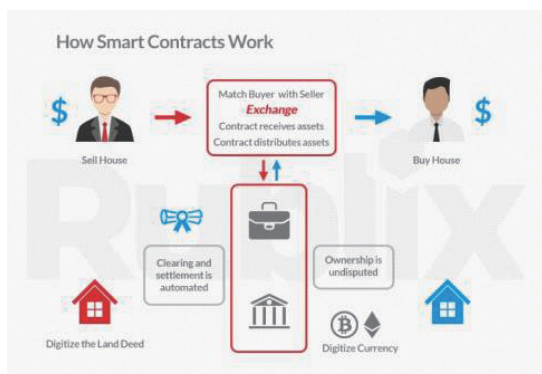 How Smart Contracts Work
Match Buyer with Seller
Exchange
Contract receives assets
Contract distributes assets
$
$
Sell House
Buy House
Rublix
Clearing and
settlement is
automated
Ownership is
undisputed
Digitize the Land Deed
Digitize Currency